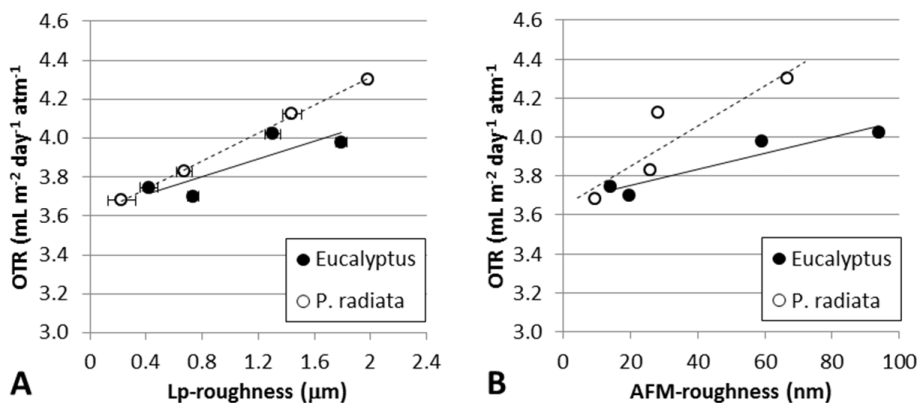 4.6
4.4
4.2
4.0
3.8
3.6
3.4
3.2
3.0
OTR (mL m⁻² day⁻¹ atm⁻¹)
Eucalyptus
P. radiata
0 0.4 0.8 1.2 1.6 2 2.4
A Lp-roughness (µm)
4.6
4.4
4.2
4.0
3.8
3.6
3.4
3.2
3.0
OTR (mL m⁻² day⁻¹ atm⁻¹)
Eucalyptus
P. radiata
0 20 40 60 80 100
B AFM-roughness (nm)